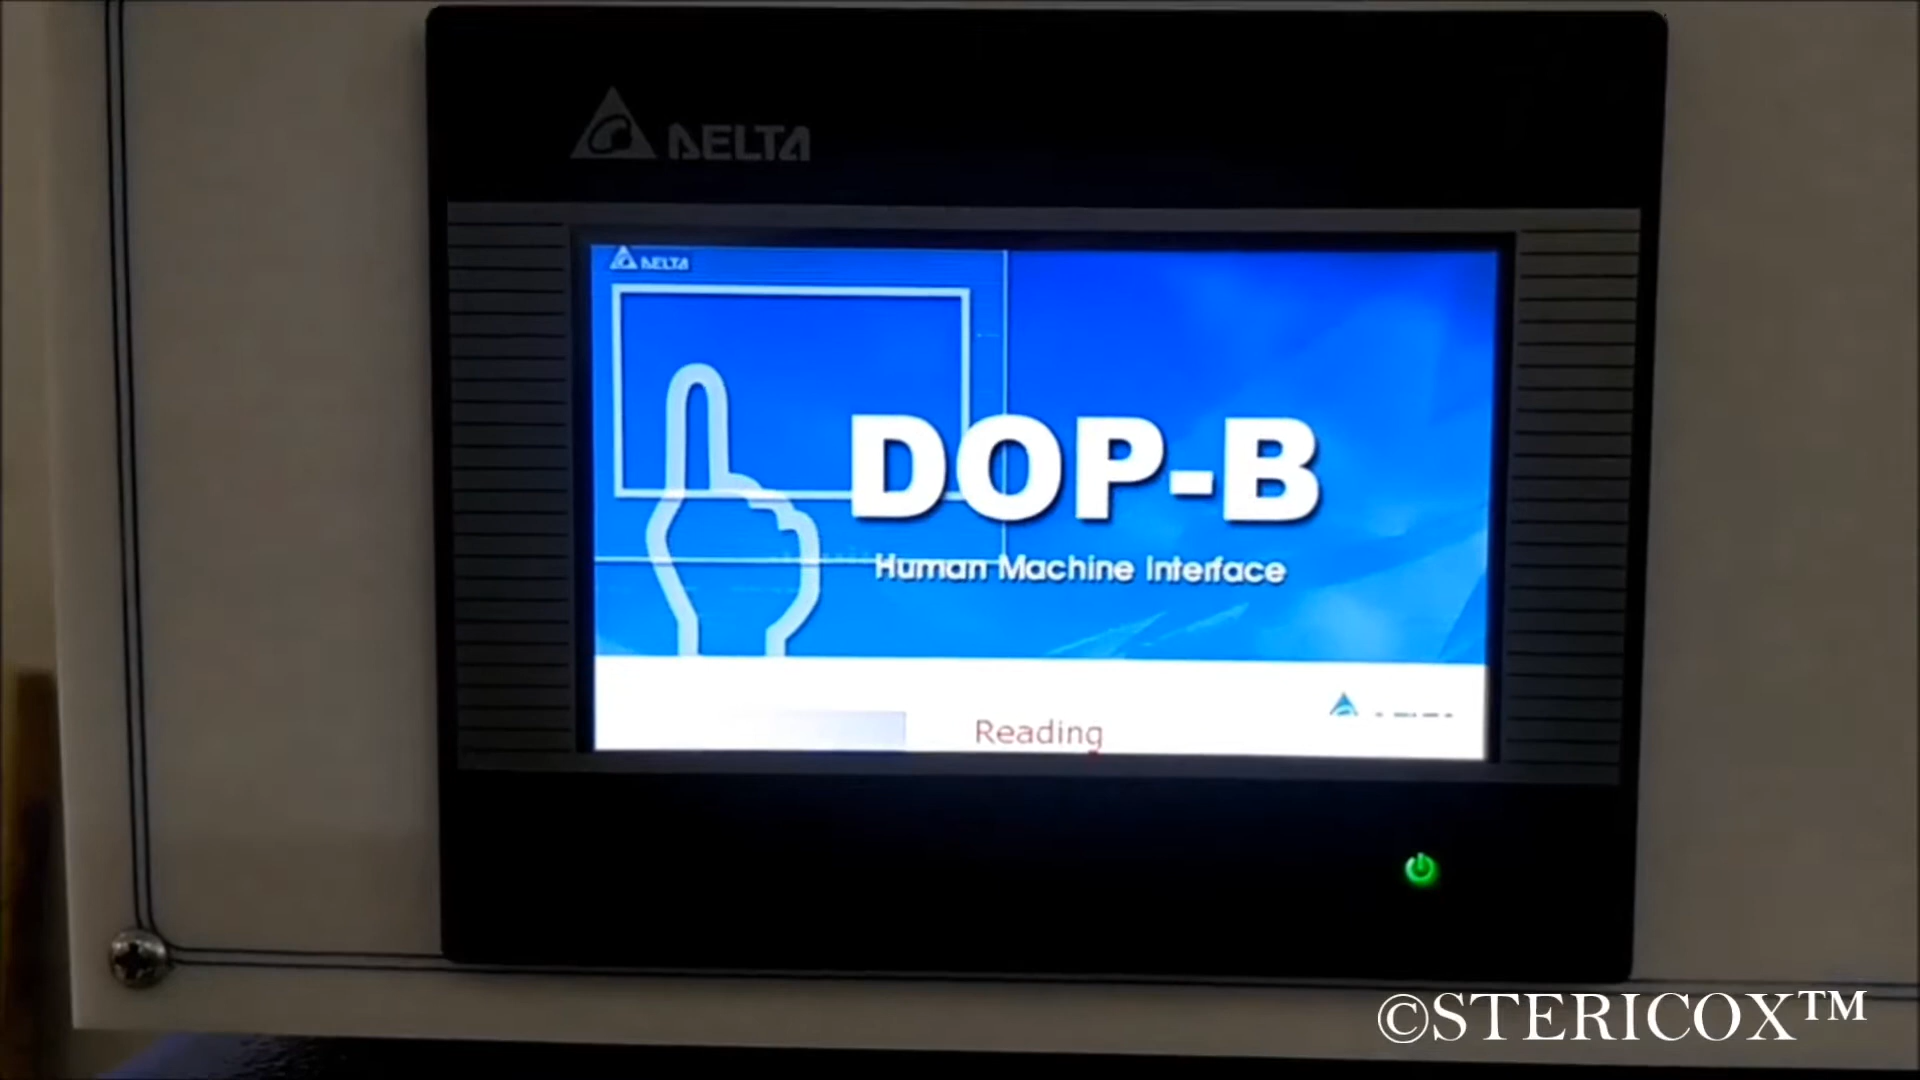 DELTA
DELTA
DOP-B
Human Machine Interface
Reading
©STERICOX™